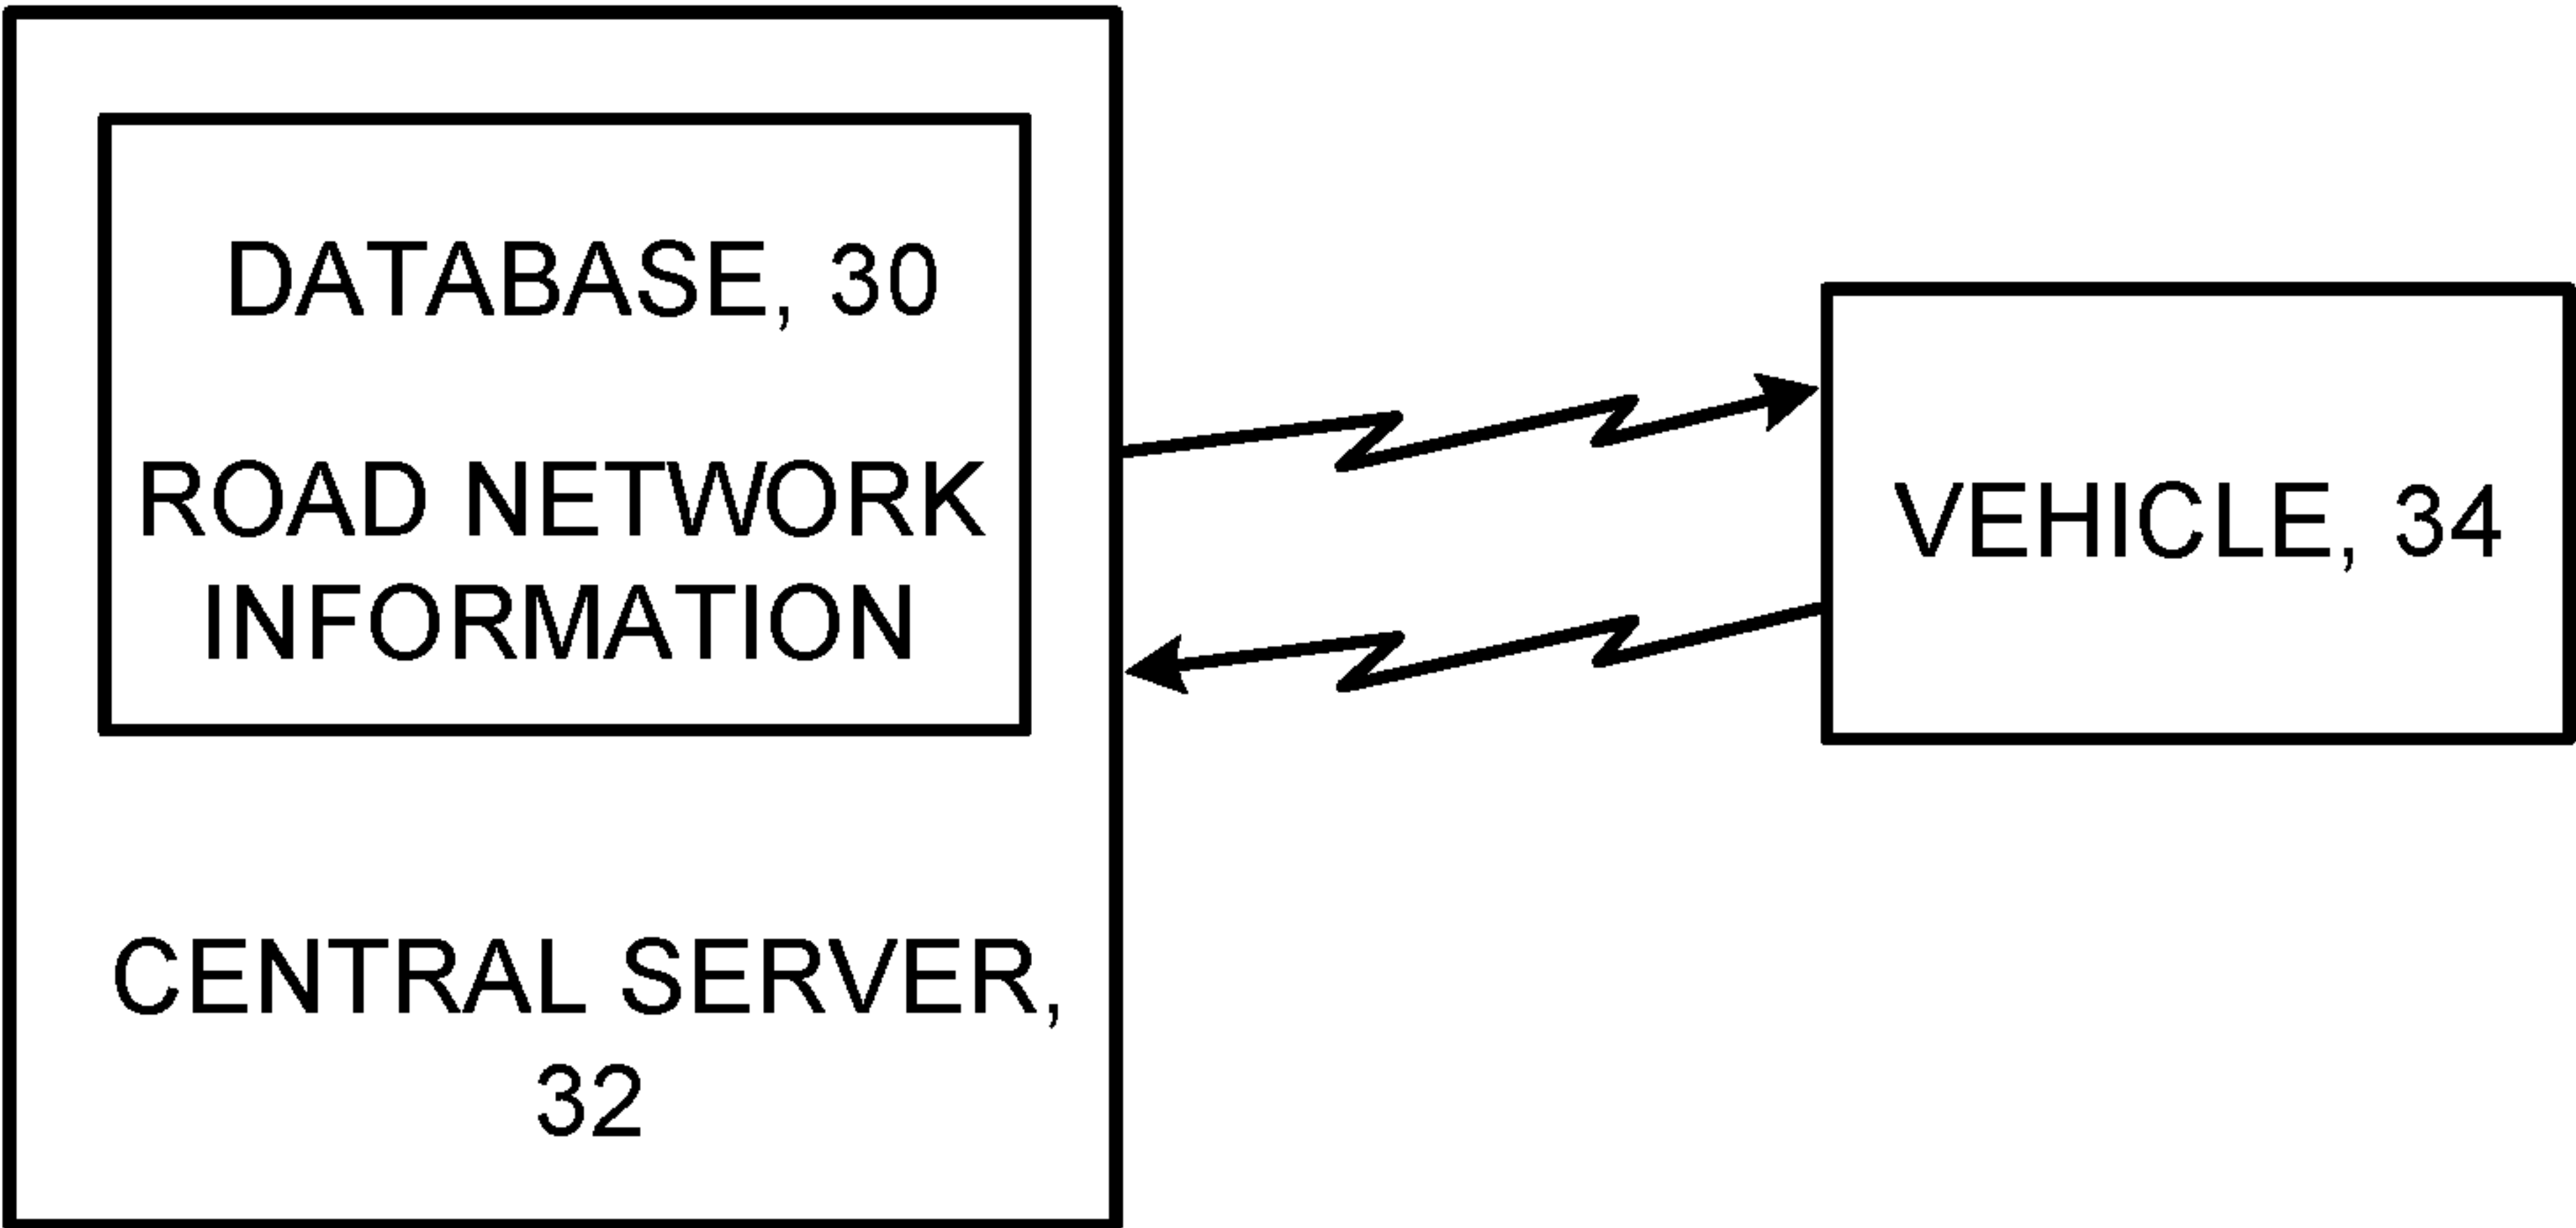 DATABASE, 30
ROAD NETWORK
INFORMATION
CENTRAL SERVER,
32
VEHICLE, 34